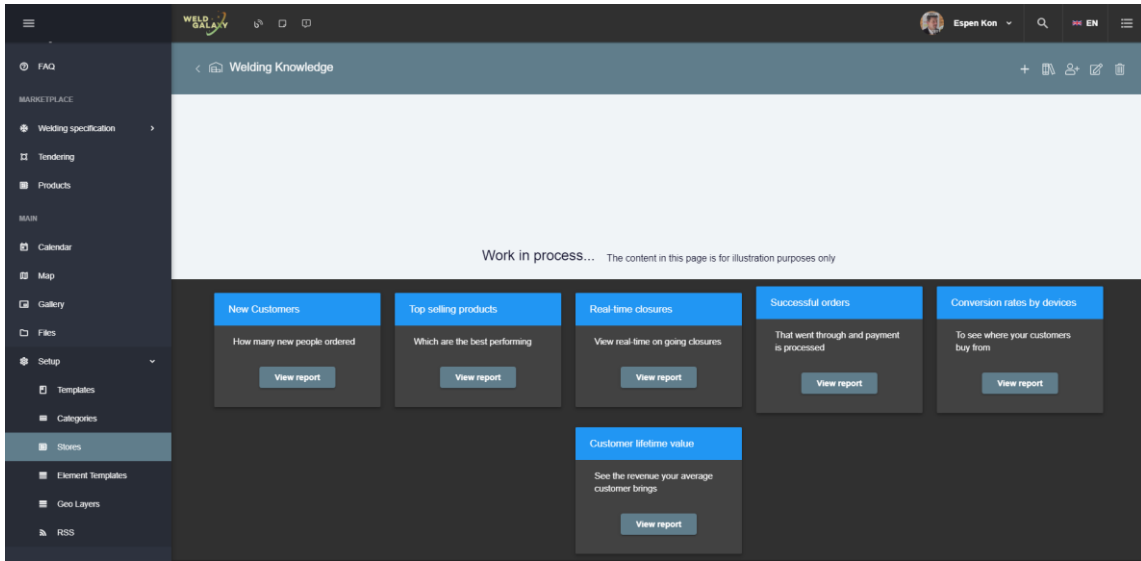 WELD
GALAXY
Espen Kon
EN
FAQ
MARKETPLACE
Welding specification
Tendering
Products
MAIN
Calendar
Map
Gallery
Files
Setup
Templates
Categories
Stores
Element Templates
Geo Layers
RSS
Welding Knowledge
Work in process... The content in this page is for illustration purposes only
New Customers
How many new people ordered
View report
Top selling products
Which are the best performing
View report
Real-time closures
View real-time on going closures
View report
Successful orders
That went through and payment
is processed
View report
Conversion rates by devices
To see where your customers
buy from
View report
Customer lifetime value
See the revenue your average
customer brings
View report